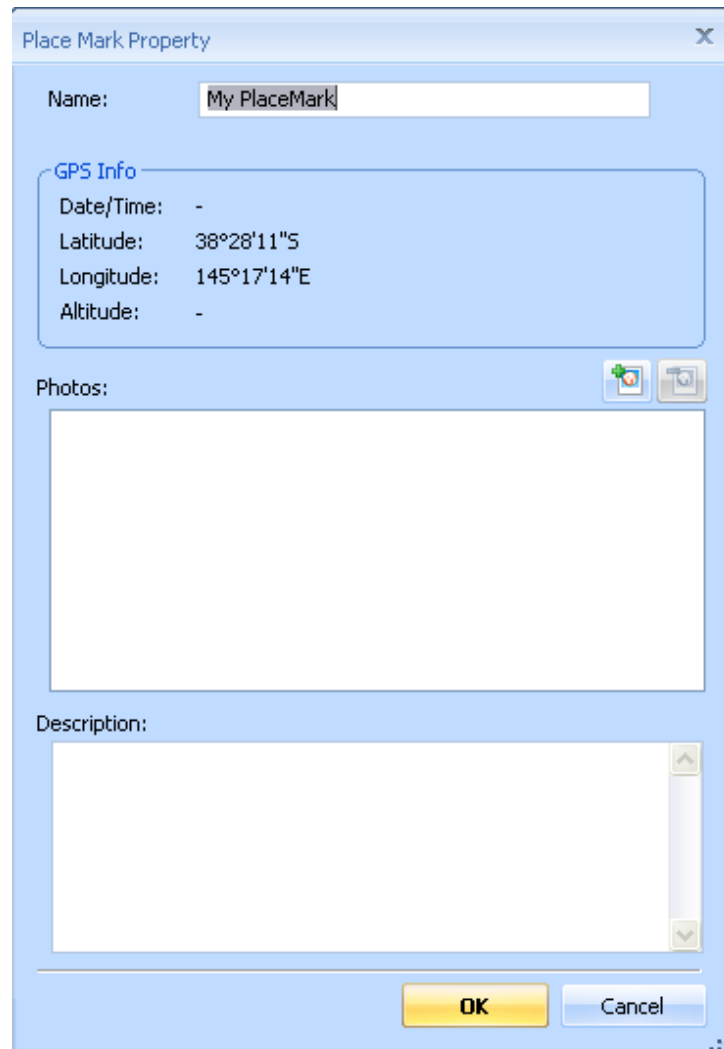 Place Mark Property
Name: My PlaceMark
GPS Info
Date/Time: -
Latitude: 38°28'11"S
Longitude: 145°17'14"E
Altitude: -
Photos:
Description:
OK Cancel